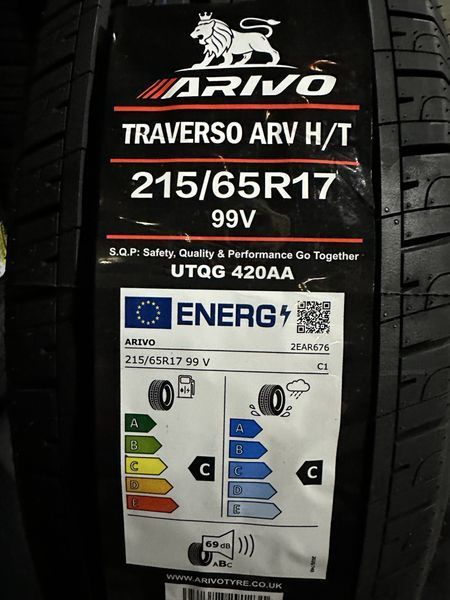 ARIVO
TRAVERSO ARV H/T
215/65R17
99V
S.Q.P: Safety, Quality & Performance Go Together
UTQG 420AA
ENERG
ARIVO 2EAR676
215/65R17 99 V C1
A A
B B
C C C C
D D
E E
69 dB
ABC
WWW.ARIVOTYRE.CO.UK